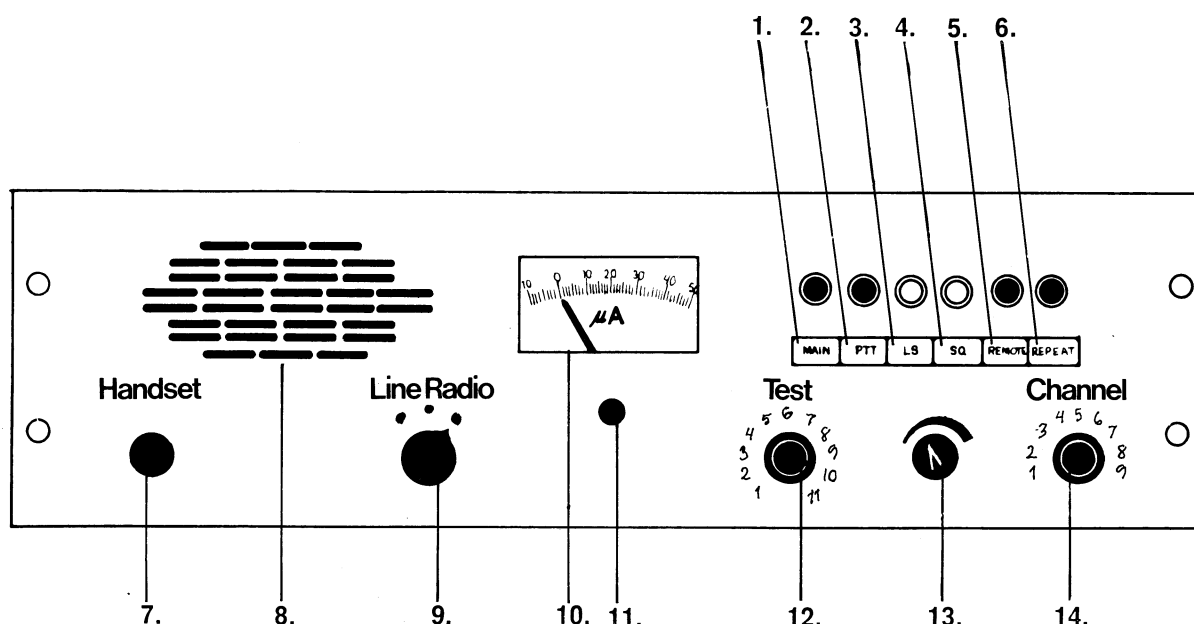 1. 2. 3. 4. 5. 6.
10 0 10 20 30 40 50
µA
MAIN PTT LS SQ REMOTE REPEAT
Handset
Line Radio
Test
Channel
1 2 3 4 5 6 7 8 9 10 11
1 2 3 4 5 6 7 8 9
7. 8. 9. 10. 11. 12. 13. 14.